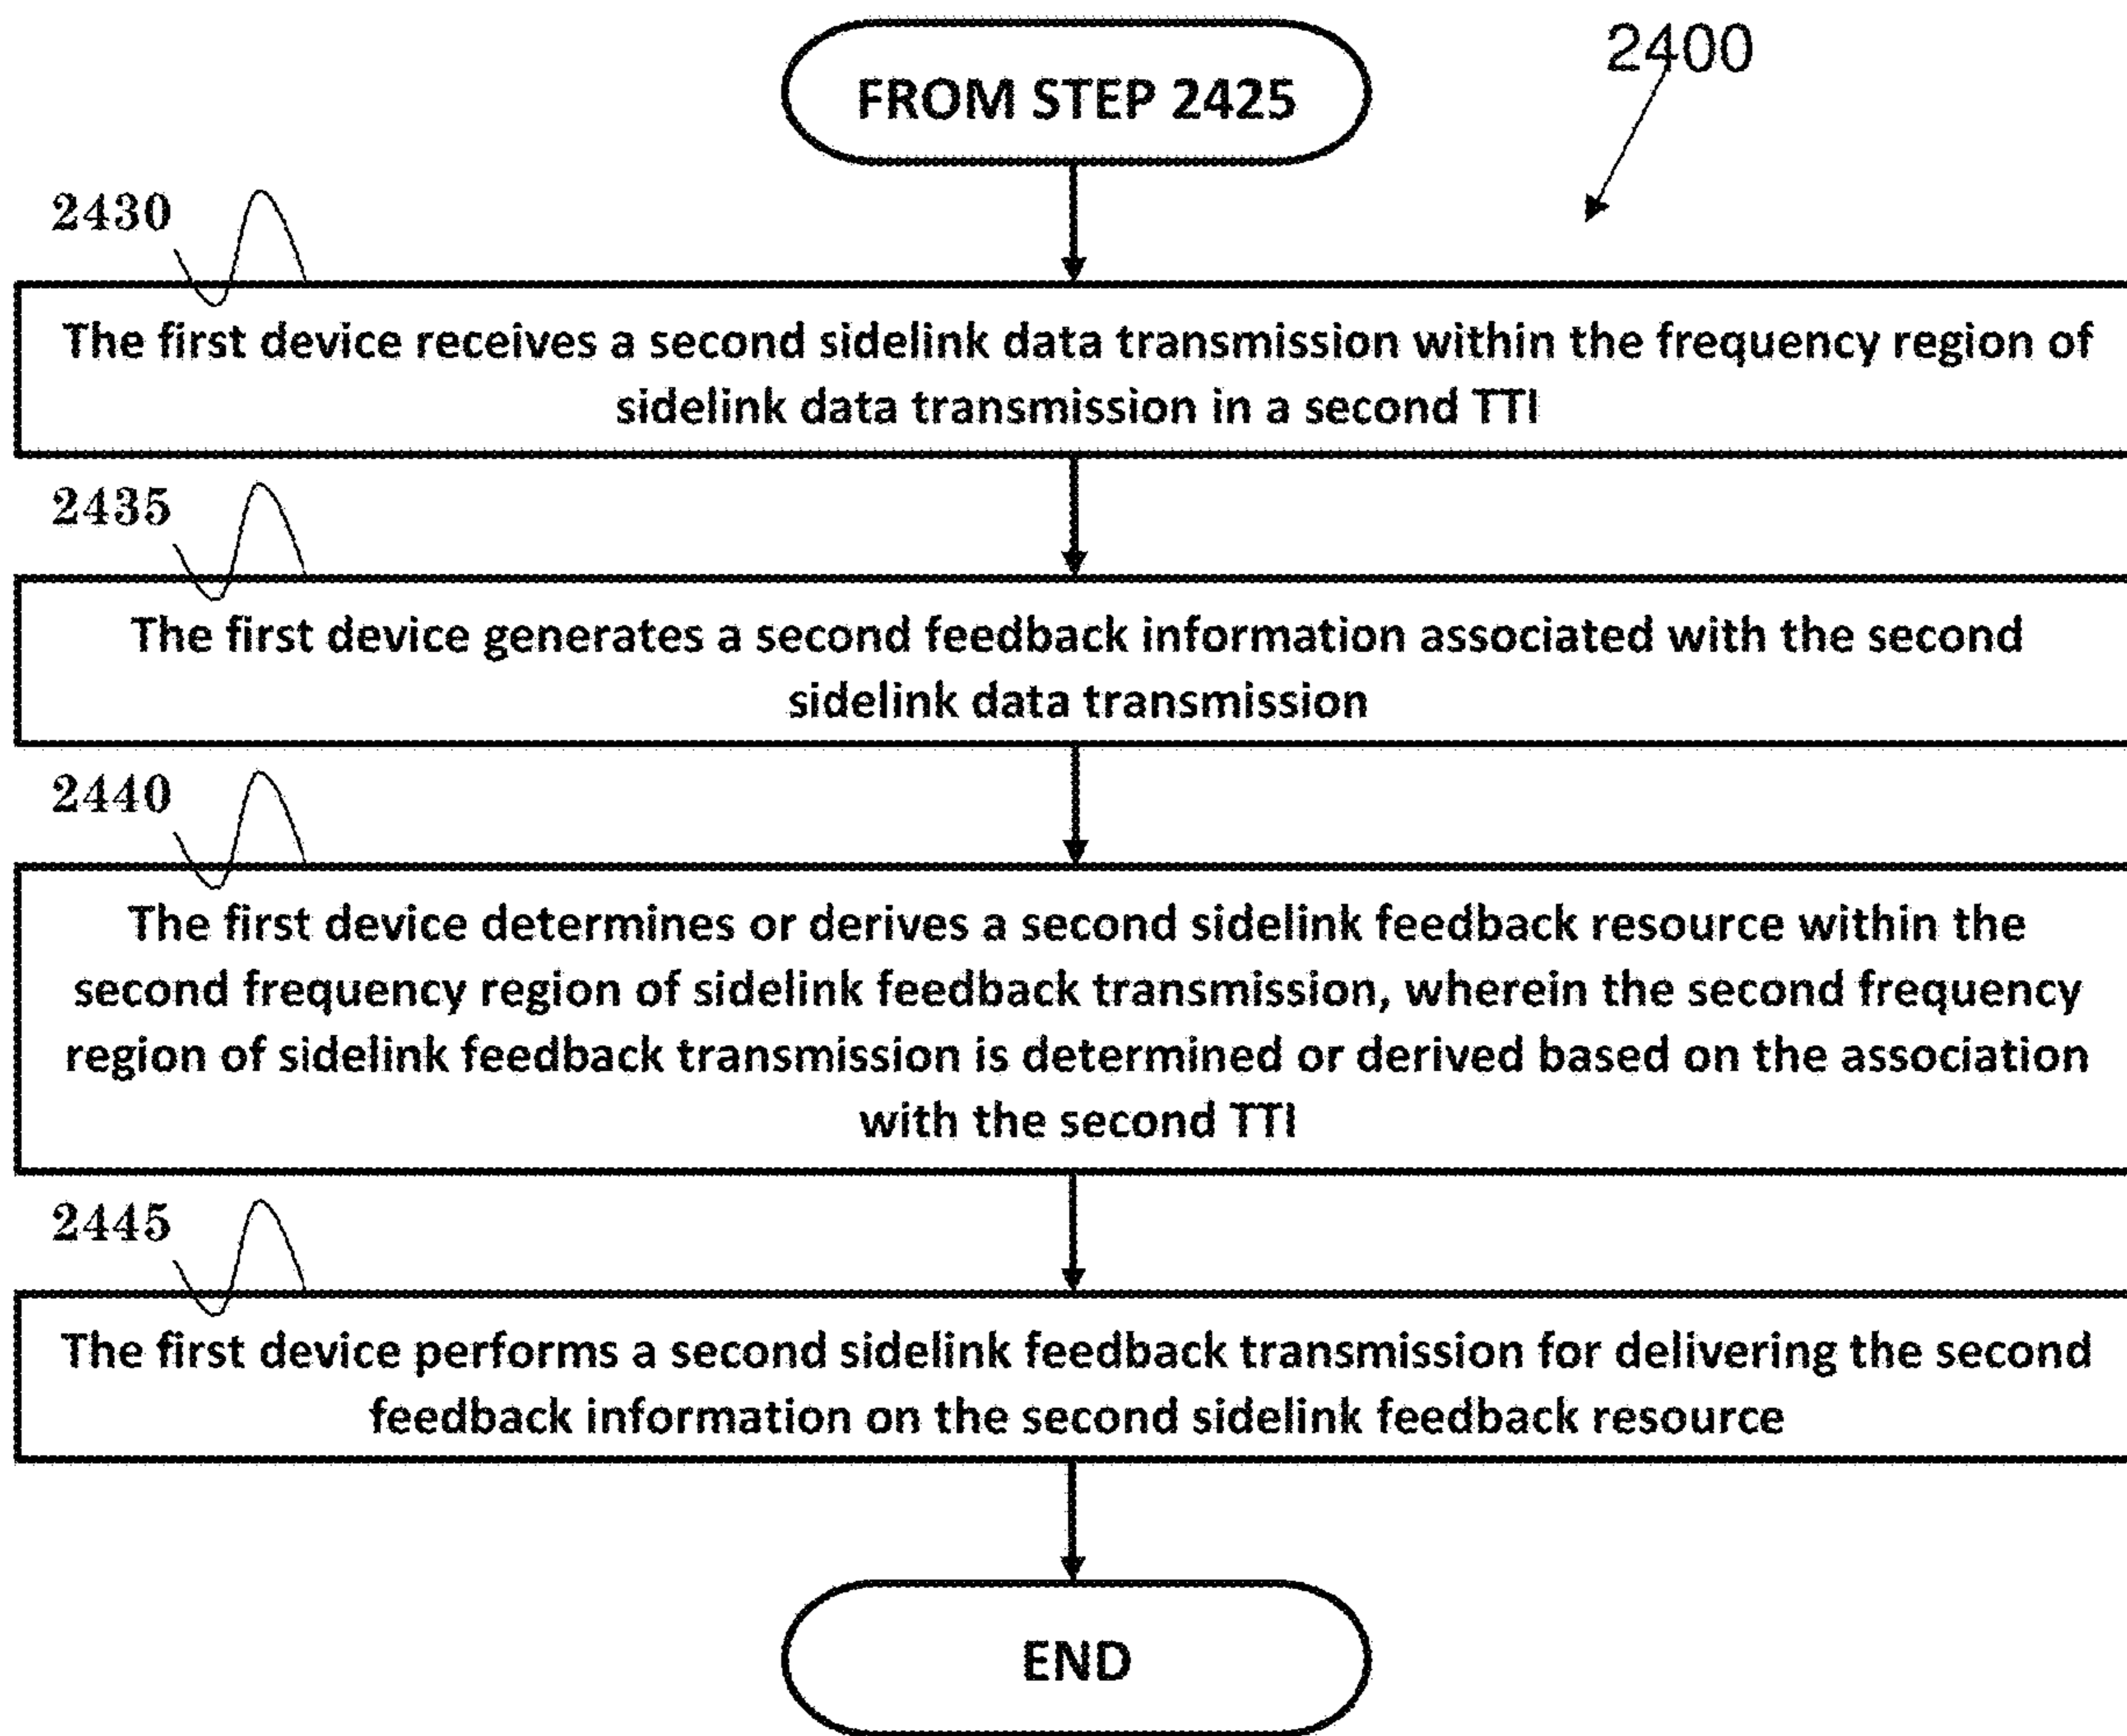 2400
FROM STEP 2425
2430
The first device receives a second sidelink data transmission within the frequency region of
sidelink data transmission in a second TTI
2435
The first device generates a second feedback information associated with the second
sidelink data transmission
2440
The first device determines or derives a second sidelink feedback resource within the
second frequency region of sidelink feedback transmission, wherein the second frequency
region of sidelink feedback transmission is determined or derived based on the association
with the second TTI
2445
The first device performs a second sidelink feedback transmission for delivering the second
feedback information on the second sidelink feedback resource
END